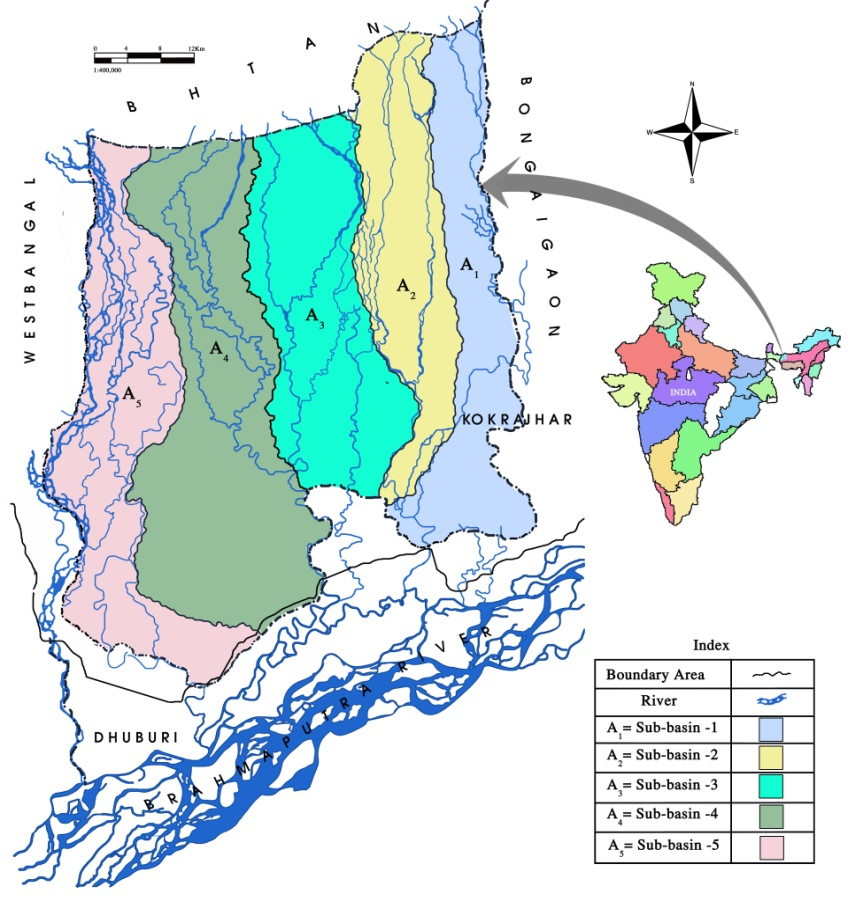 BHTAN
0 4 8 12Km
1:400,000
N
W E
S
BONGAIGAON
WESTBANGAL
A1
A2
A3
A4
A5
KOKRAJHAR
INDIA
DHUBURI
BRAHMAPUTRA RIVER
Index
Boundary Area
River
A1= Sub-basin -1
A2= Sub-basin -2
A3= Sub-basin -3
A4= Sub-basin -4
A5= Sub-basin -5